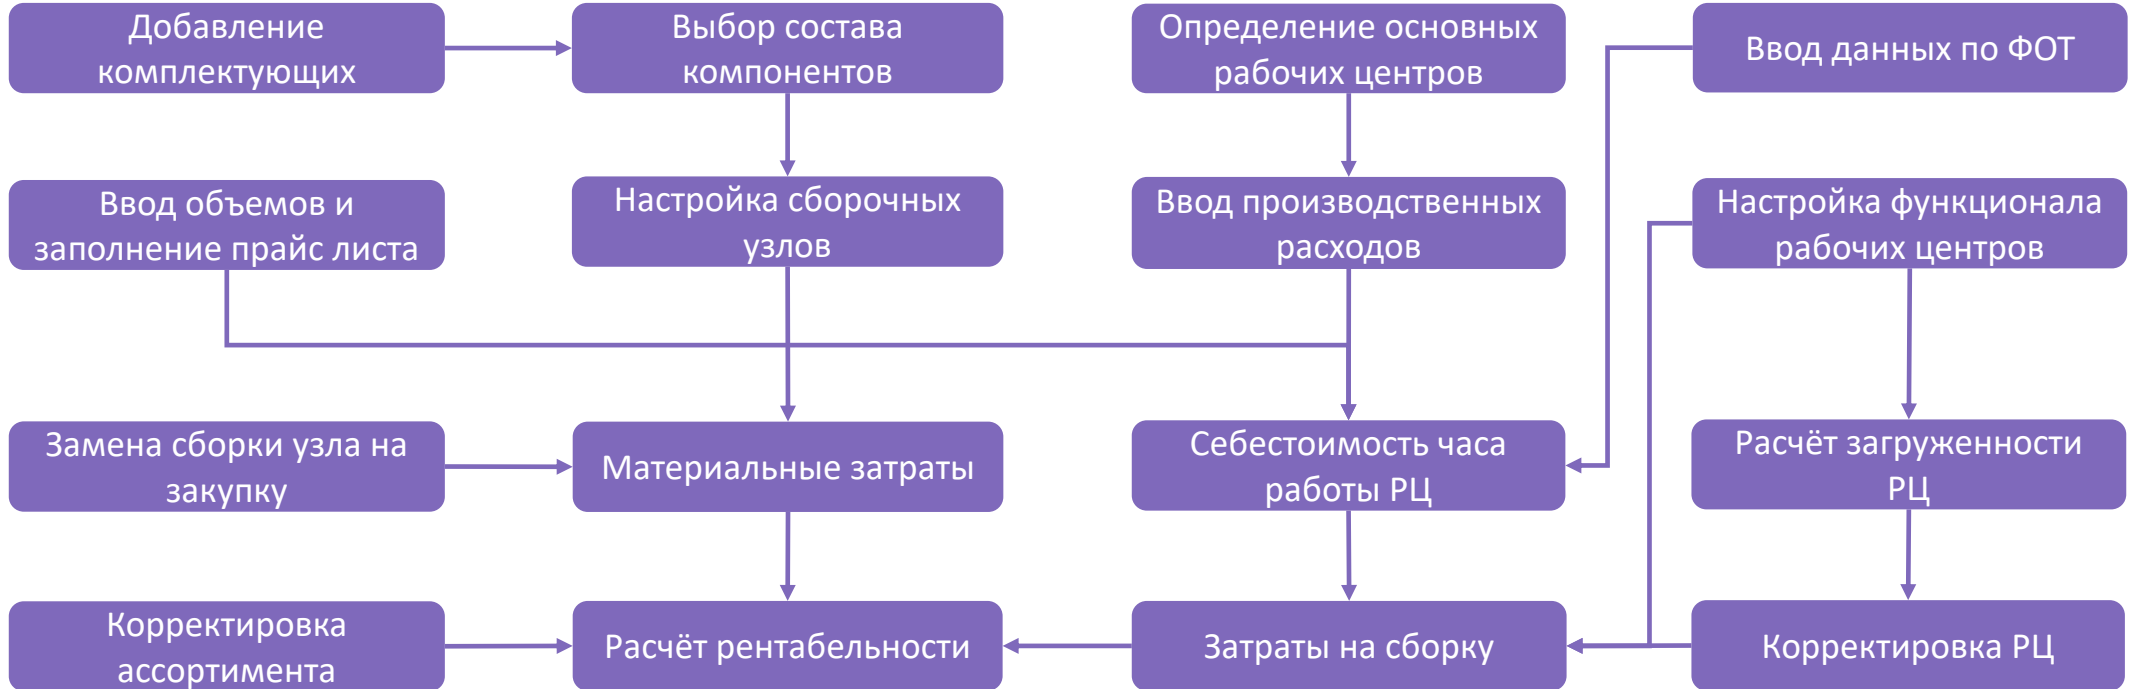 Добавление
комплектующих
Выбор состава
компонентов
Определение основных
рабочих центров
Ввод данных по ФОТ
Ввод объемов и
заполнение прайс листа
Настройка сборочных
узлов
Ввод производственных
расходов
Настройка функционала
рабочих центров
Замена сборки узла на
закупку
Материальные затраты
Себестоимость часа
работы РЦ
Расчёт загруженности
РЦ
Корректировка
ассортимента
Расчёт рентабельности
Затраты на сборку
Корректировка РЦ